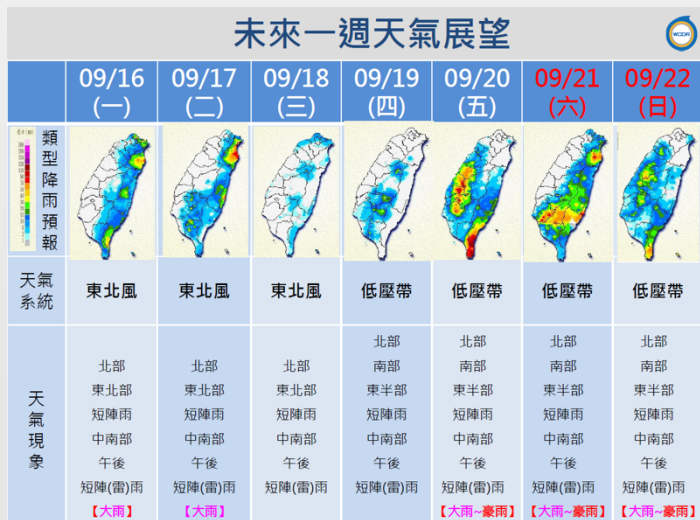 未來一週天氣展望
WCDR
09/16 09/17 09/18 09/19 09/20 09/21 09/22
(一) (二) (三) (四) (五) (六) (日)
類型降雨預報
天氣系統
東北風 東北風 東北風 低壓帶 低壓帶 低壓帶 低壓帶
天氣現象
北部
東北部
短陣雨
中南部
午後
短陣(雷)雨
【大雨】
北部
東北部
短陣雨
中南部
午後
短陣(雷)雨
【大雨】
北部
東北部
短陣雨
中南部
午後
短陣(雷)雨
北部
南部
東半部
短陣雨
中南部
午後
短陣(雷)雨
北部
南部
東半部
短陣雨
中南部
午後
短陣(雷)雨
【大雨~豪雨】
北部
南部
東半部
短陣雨
中南部
午後
短陣(雷)雨
【大雨~豪雨】
北部
南部
東半部
短陣雨
中南部
午後
短陣(雷)雨
【大雨~豪雨】